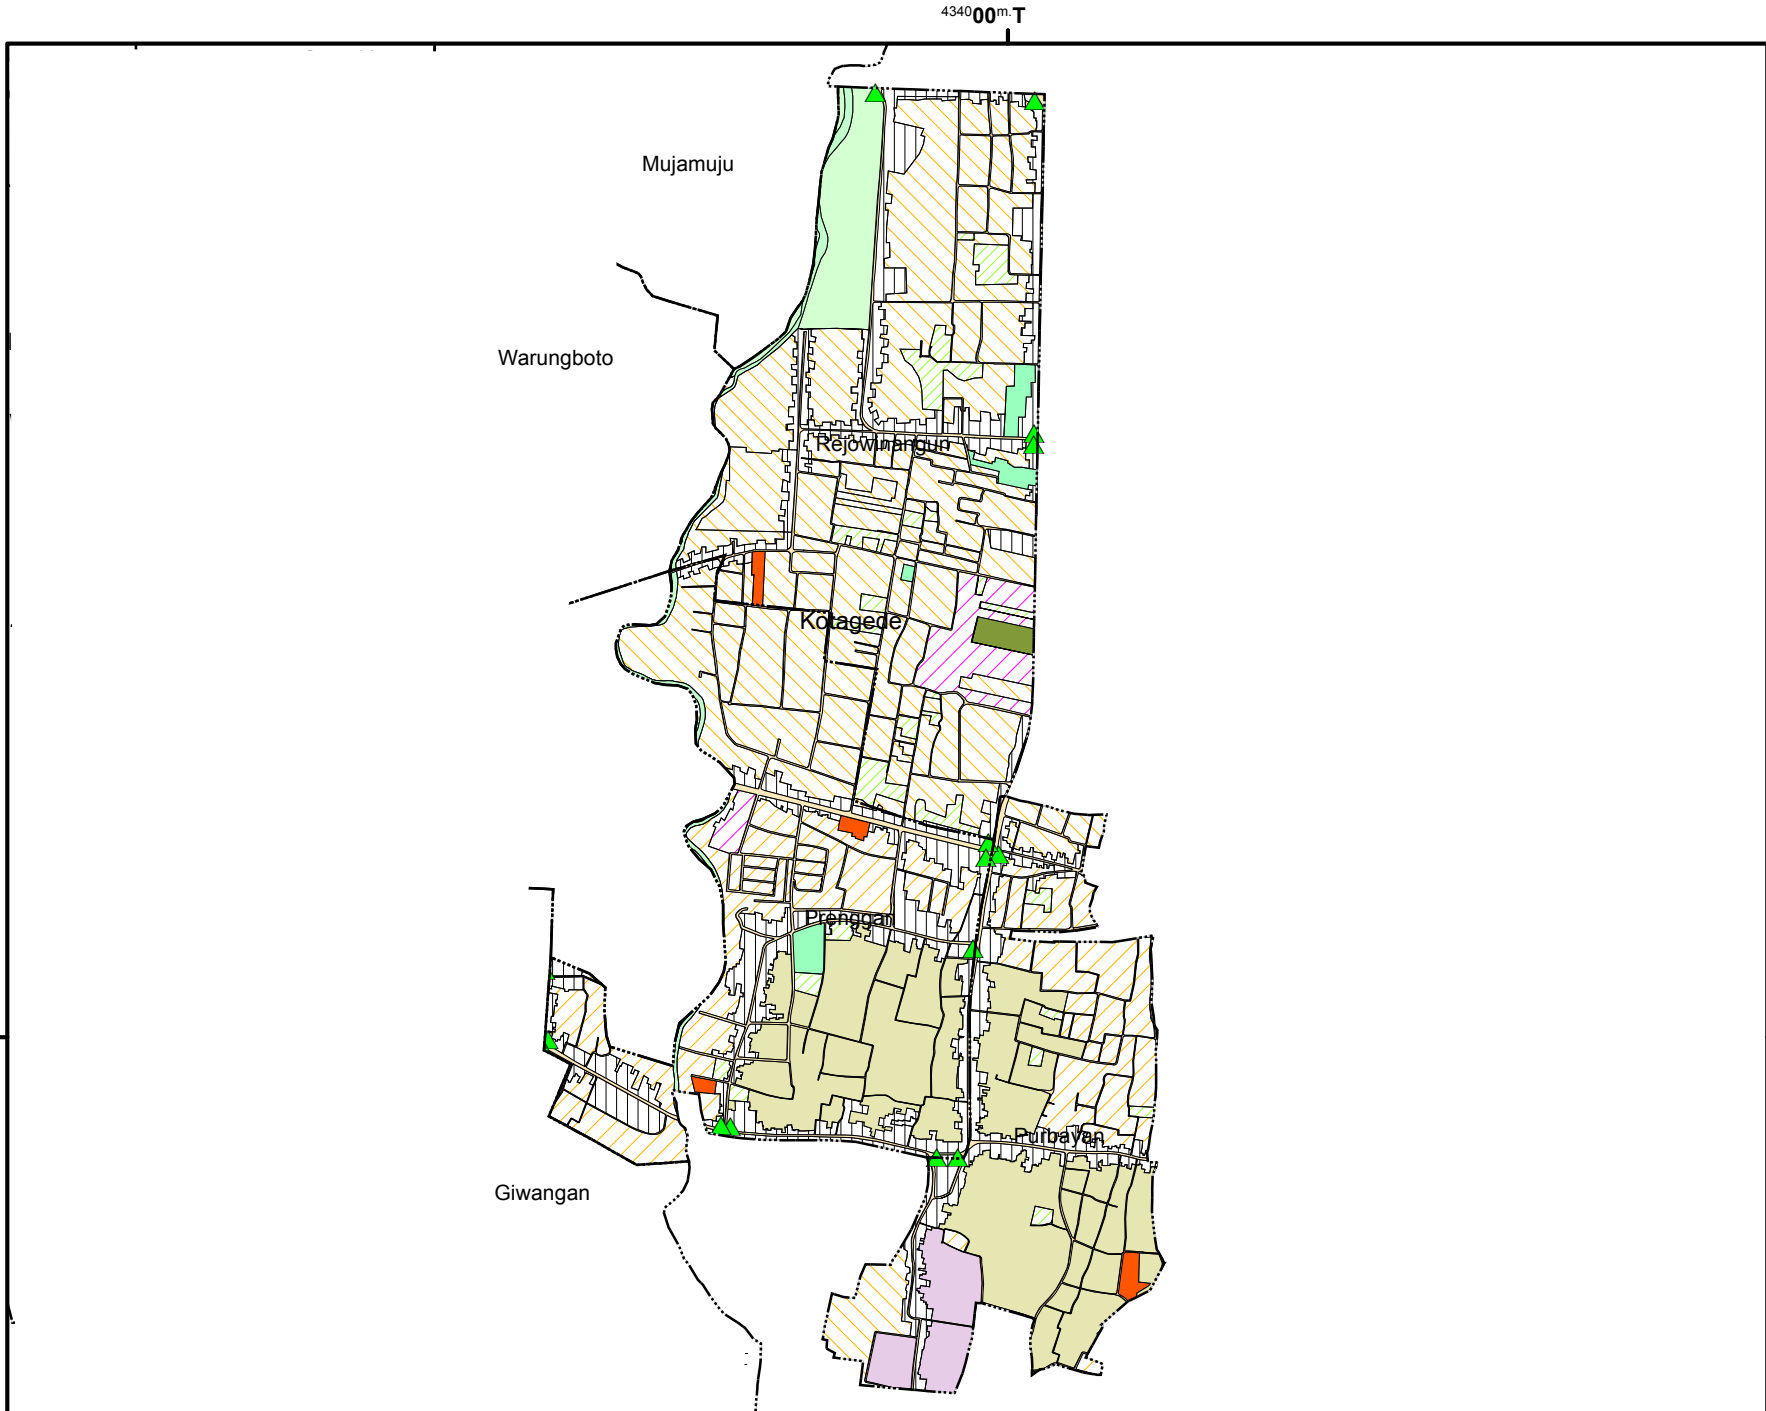 434000m.T
Mujamuju
Warungboto
Rejowinangun
Kotagede
Prenggan
Purbayan
Giwangan